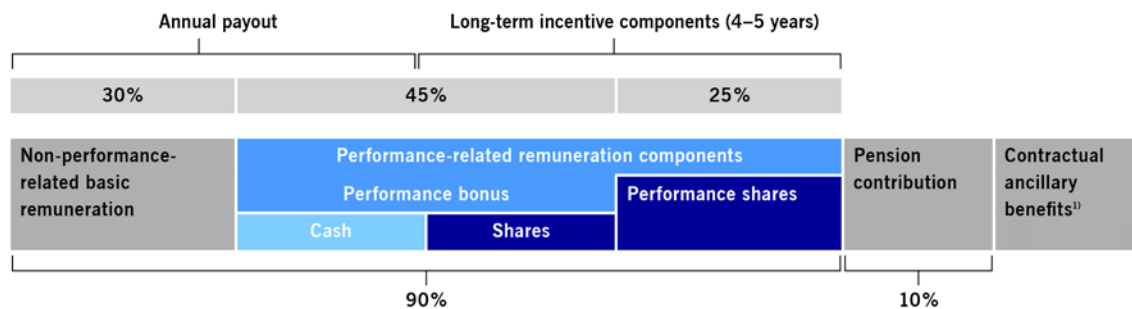 Annual payout
Long-term incentive components (4–5 years)
30%
45%
25%
Non-performance-
related basic
remuneration
Performance-related remuneration components
Performance bonus
Cash
Shares
Performance shares
Pension
contribution
Contractual
ancillary
benefits¹⁾
90%
10%